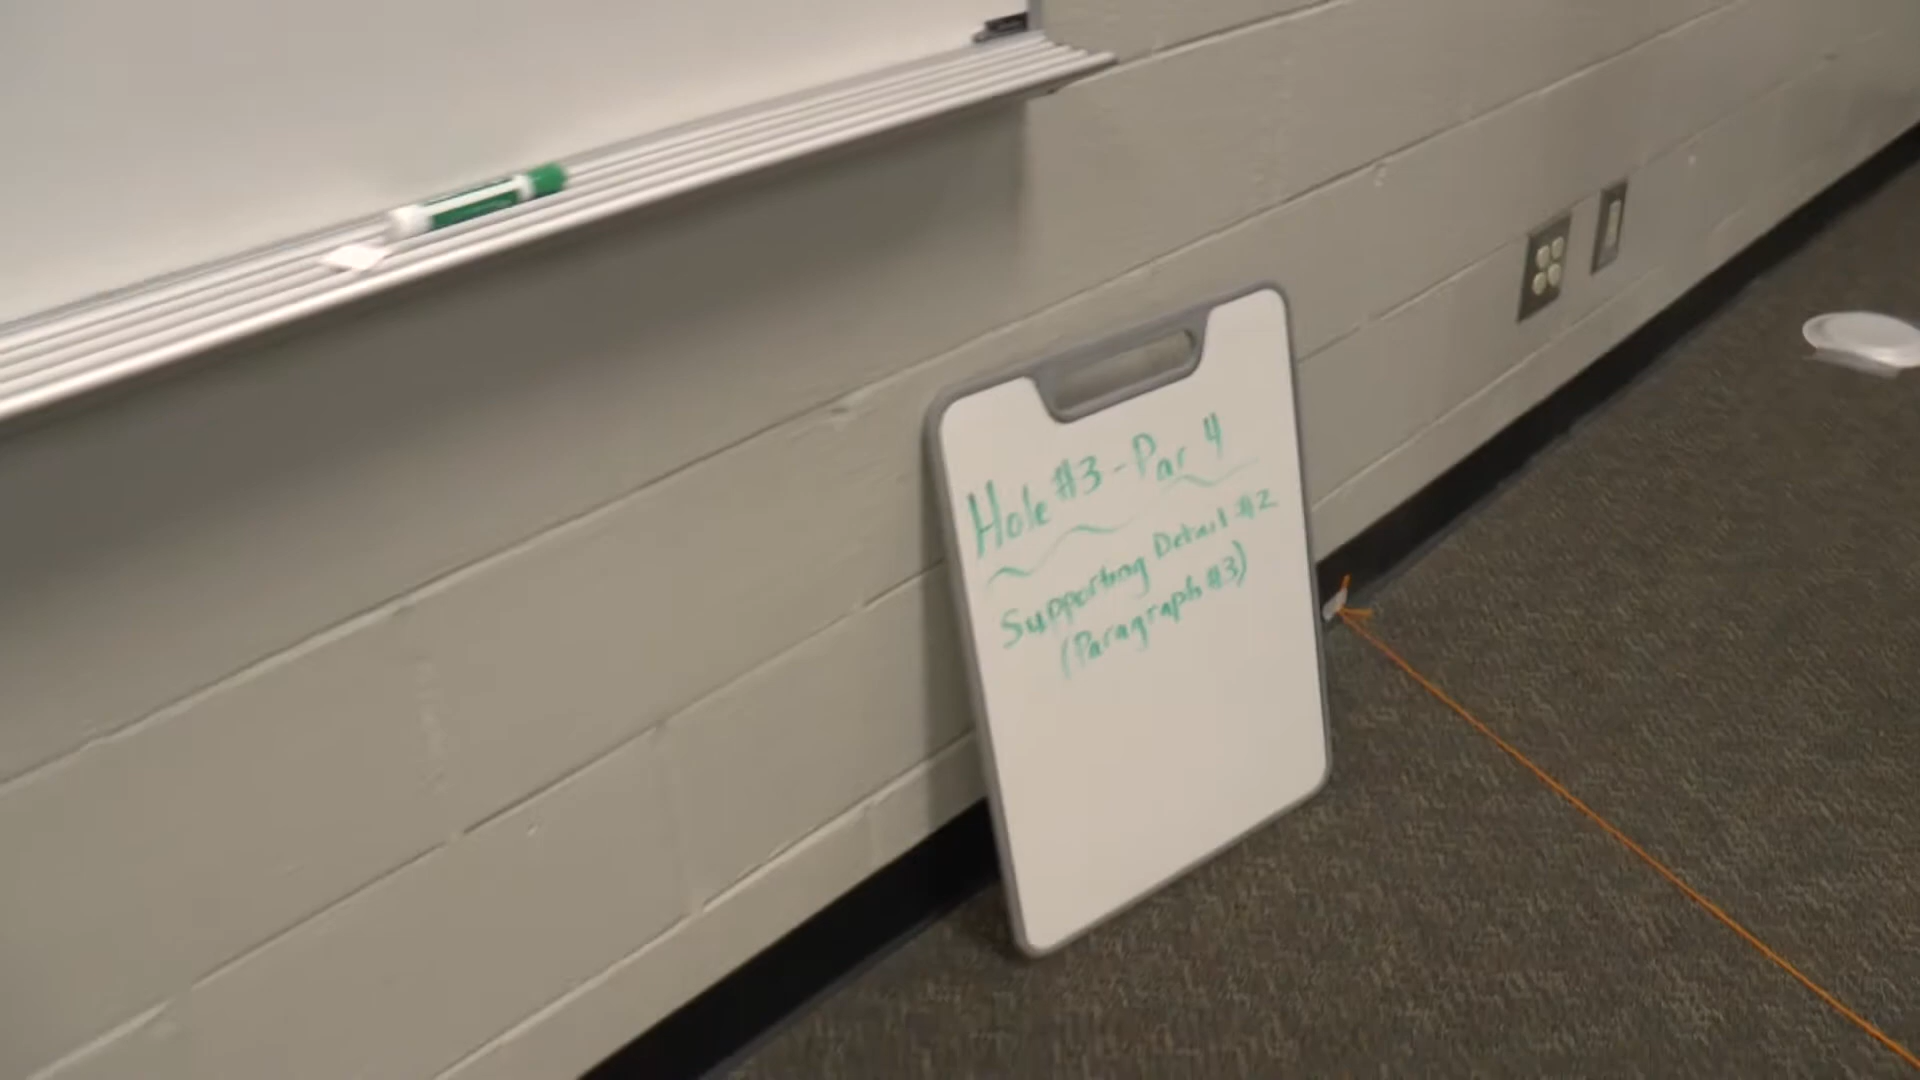 Hole #3 - Par 4
Supporting Detail #2
(Paragraph #3)